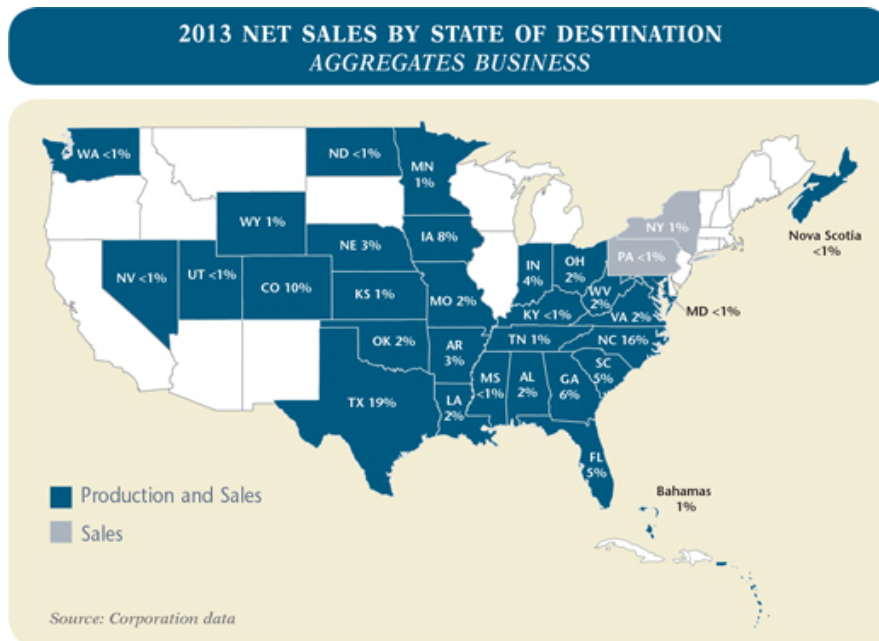 2013 NET SALES BY STATE OF DESTINATION
AGGREGATES BUSINESS
WA <1%
ND <1%
MN
1%
WY 1%
NY 1%
Nova Scotia
<1%
IA 8%
NE 3%
PA <1%
NV <1%
UT <1%
CO 10%
IN
4%
OH
2%
KS 1%
MO 2%
WV
2%
VA 2%
MD <1%
KY <1%
OK 2%
AR
3%
TN 1%
NC 16%
SC
5%
MS
<1%
AL
2%
GA
6%
TX 19%
LA
2%
FL
5%
Production and Sales
Bahamas
1%
Sales
Source: Corporation data